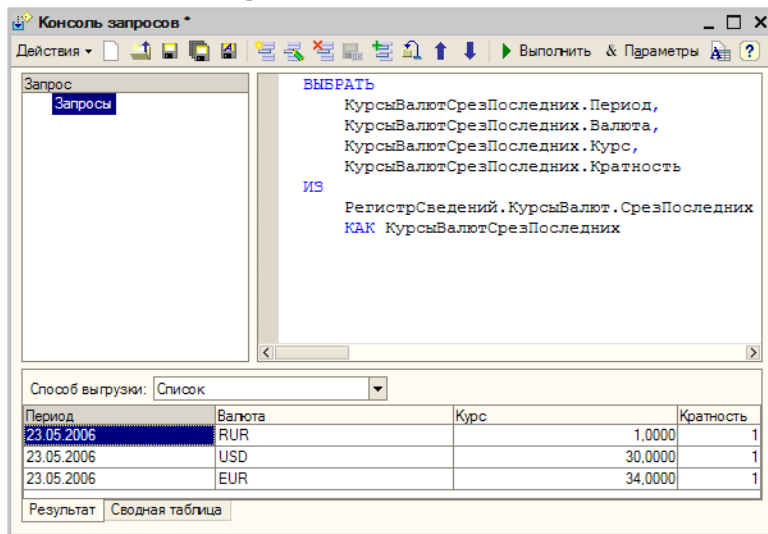 Консоль запросов *
Действия Выполнить & Параметры
Запрос
Запросы
ВЫБРАТЬ
КурсыВалютСрезПоследних.Период,
КурсыВалютСрезПоследних.Валюта,
КурсыВалютСрезПоследних.Курс,
КурсыВалютСрезПоследних.Кратность
ИЗ
РегистрСведений.КурсыВалют.СрезПоследних
КАК КурсыВалютСрезПоследних
Способ выгрузки: Список
Период Валюта Курс Кратность
23.05.2006 RUR 1,0000 1
23.05.2006 USD 30,0000 1
23.05.2006 EUR 34,0000 1
Результат Сводная таблица